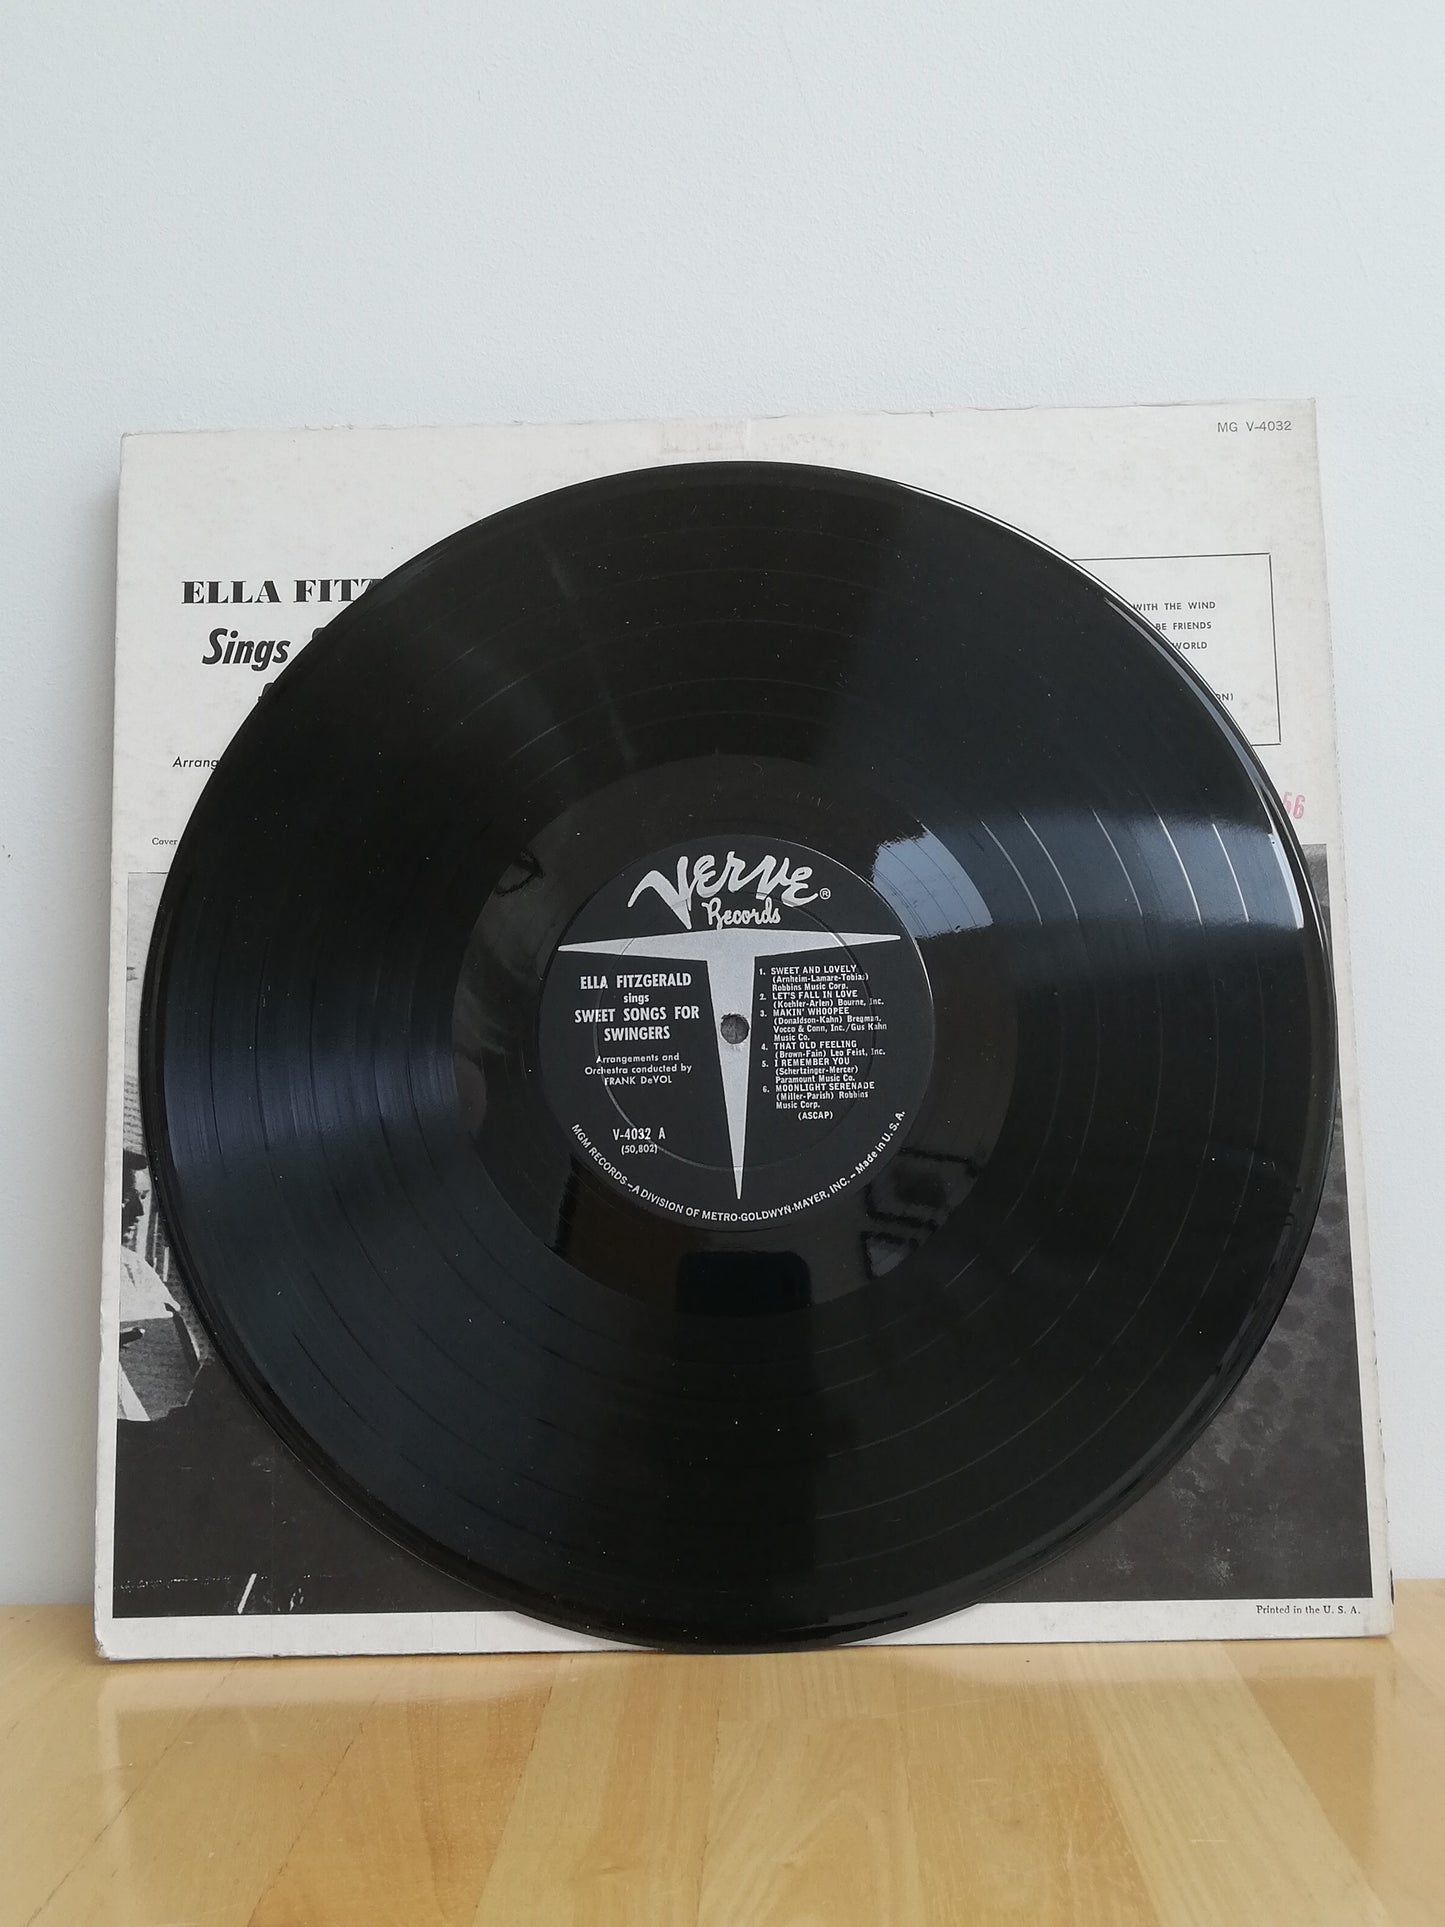 MG V-4032
ELLA FITZ
Sings
WITH THE WIND
BE FRIENDS
WORLD
ON)
Arrang
56
Cover
VERVE ®
Records
ELLA FITZGERALD
sings
SWEET SONGS FOR
SWINGERS
Arrangements and
Orchestra conducted by
FRANK DeVOL
V-4032 A
(50,802)
1. SWEET AND LOVELY
(Arnheim-Lamare-Tobias)
Robbins Music Corp.
2. LET'S FALL IN LOVE
(Koehler-Arlen) Bourne, Inc.
3. MAKIN' WHOOPEE
(Donaldson-Kahn) Bregman,
Vocco & Conn, Inc./Gus Kahn
Music Co.
4. THAT OLD FEELING
(Brown-Fain) Leo Feist, Inc.
5. I REMEMBER YOU
(Schertzinger-Mercer)
Paramount Music Co.
6. MOONLIGHT SERENADE
(Miller-Parish) Robbins
Music Corp.
(ASCAP)
MGM RECORDS – A DIVISION OF METRO-GOLDWYN-MAYER, INC. – Made in U.S.A.
Printed in the U. S. A.